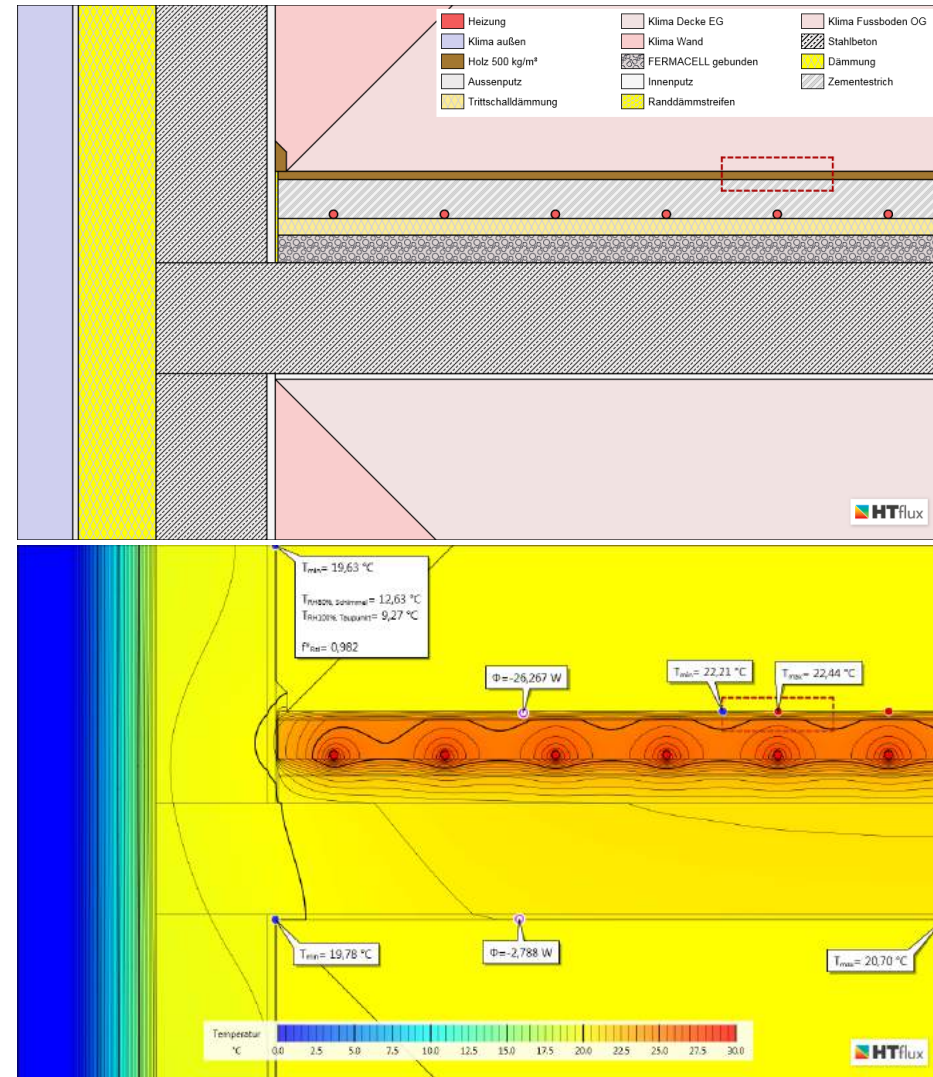 Heizung
Klima Decke EG
Klima Fussboden OG
Klima außen
Klima Wand
Stahlbeton
Holz 500 kg/m³
FERMACELL gebunden
Dämmung
Aussenputz
Innenputz
Zementestrich
Trittschalldämmung
Randdämmstreifen
HTflux
Tmin= 19,63 °C
TRH80%, Schimmel= 12,63 °C
TRH100%, Taupunkt= 9,27 °C
f*Rsi= 0,982
Φ=-26,267 W
Tmin= 22,21 °C
Tmax= 22,44 °C
Tmin= 19,78 °C
Φ=-2,788 W
Tmax= 20,70 °C
Temperatur
°C
0.0 2.5 5.0 7.5 10.0 12.5 15.0 17.5 20.0 22.5 25.0 27.5 30.0
HTflux